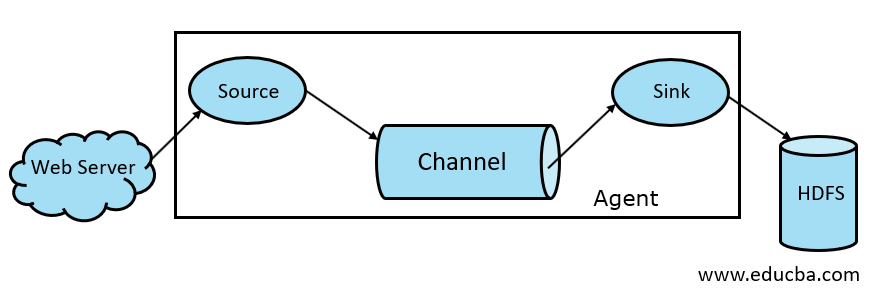 Web Server
Source
Channel
Sink
Agent
HDFS
www.educba.com